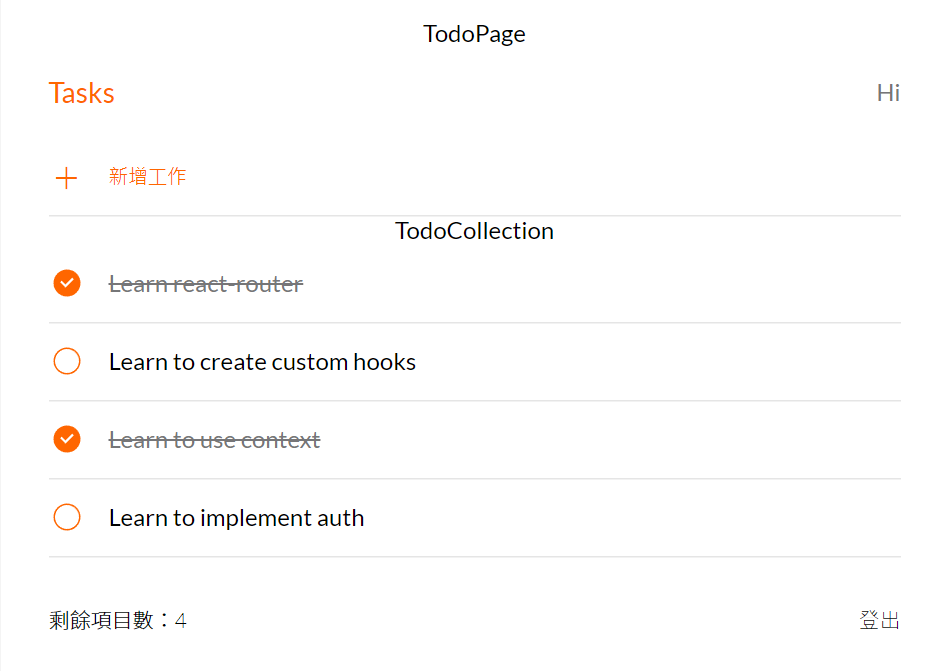 TodoPage
Tasks
Hi
新增工作
TodoCollection
Learn react-router
Learn to create custom hooks
Learn to use context
Learn to implement auth
剩餘項目數：4
登出